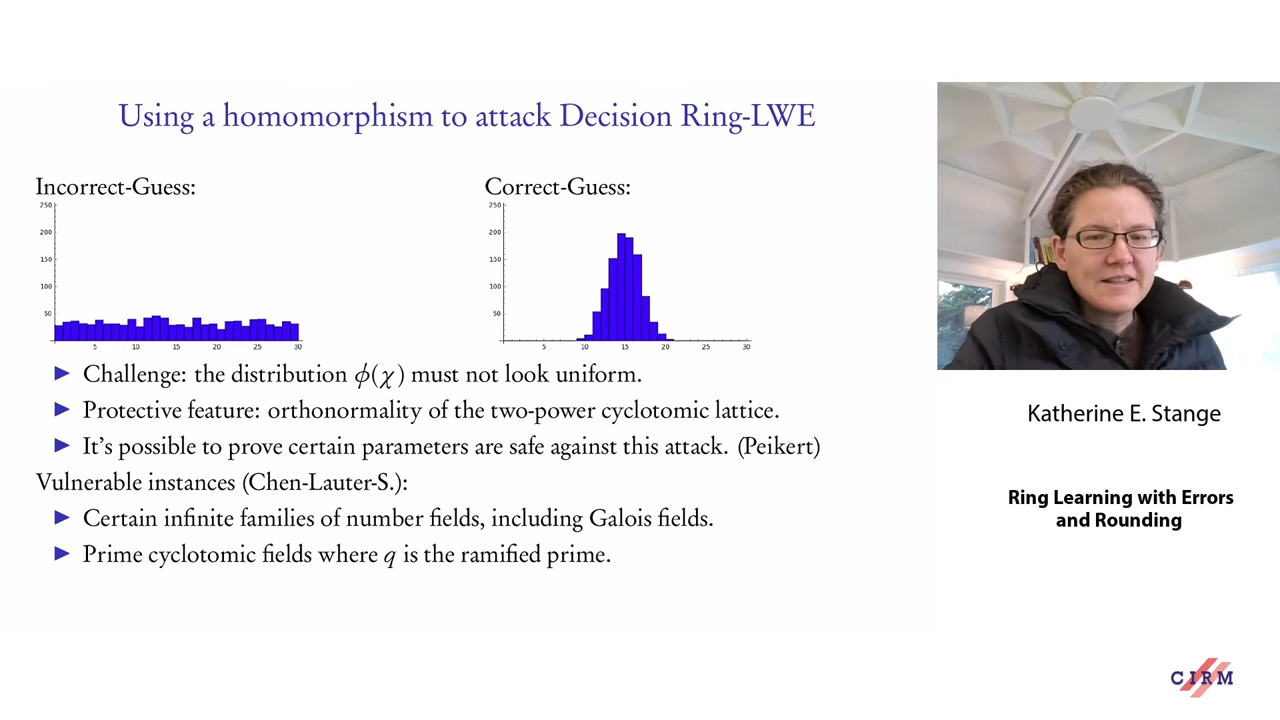 Using a homomorphism to attack Decision Ring-LWE
Incorrect-Guess:
Correct-Guess:
250
200
150
100
50
5
10
15
20
25
30
250
200
150
100
50
5
10
15
20
25
30
▶ Challenge: the distribution ϕ(χ) must not look uniform.
▶ Protective feature: orthonormality of the two-power cyclotomic lattice.
▶ It's possible to prove certain parameters are safe against this attack. (Peikert)
Vulnerable instances (Chen-Lauter-S.):
▶ Certain infinite families of number fields, including Galois fields.
▶ Prime cyclotomic fields where q is the ramified prime.
Katherine E. Stange
Ring Learning with Errors
and Rounding
CIRM